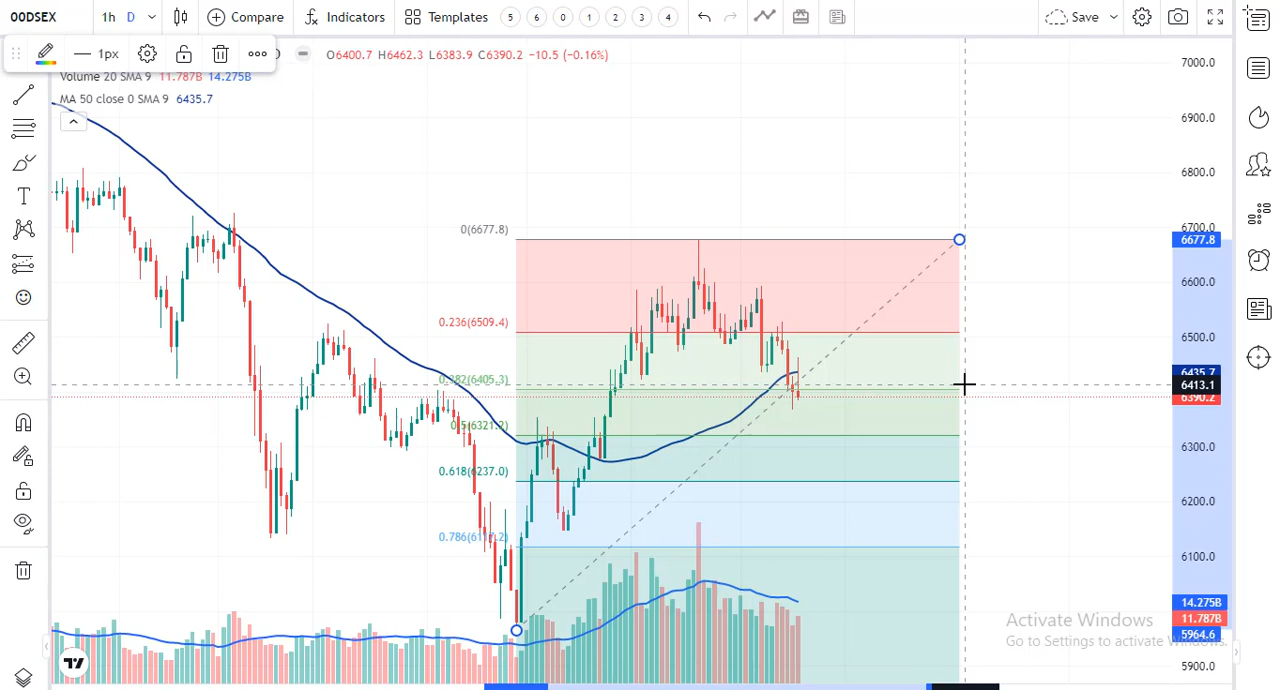 00DSEX 1h D Compare Indicators Templates 5 6 0 1 2 3 4 Save
1px
O6400.7 H6462.3 L6383.9 C6390.2 −10.5 (−0.16%)
Volume 20 SMA 9 11.787B 14.275B
MA 50 close 0 SMA 9 6435.7
7000.0
6900.0
6800.0
6700.0
0(6677.8)
6677.8
6600.0
0.236(6509.4)
6500.0
6435.7
0.382(6405.3)
6413.1
6390.2
0.5(6321.2)
6300.0
0.618(6237.0)
6200.0
6100.0
14.275B
11.787B
5964.6
5900.0
Activate Windows
Go to Settings to activate Windows.